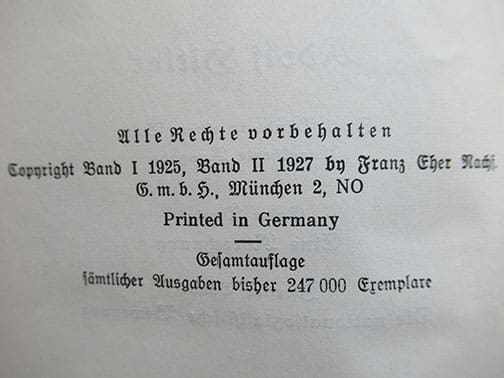 Alle Rechte vorbehalten
Copyright Band I 1925, Band II 1927 by Franz Eher Nachf.
G. m. b. H., München 2, NO
Printed in Germany
Gesamtauflage
sämtlicher Ausgaben bisher 247 000 Exemplare